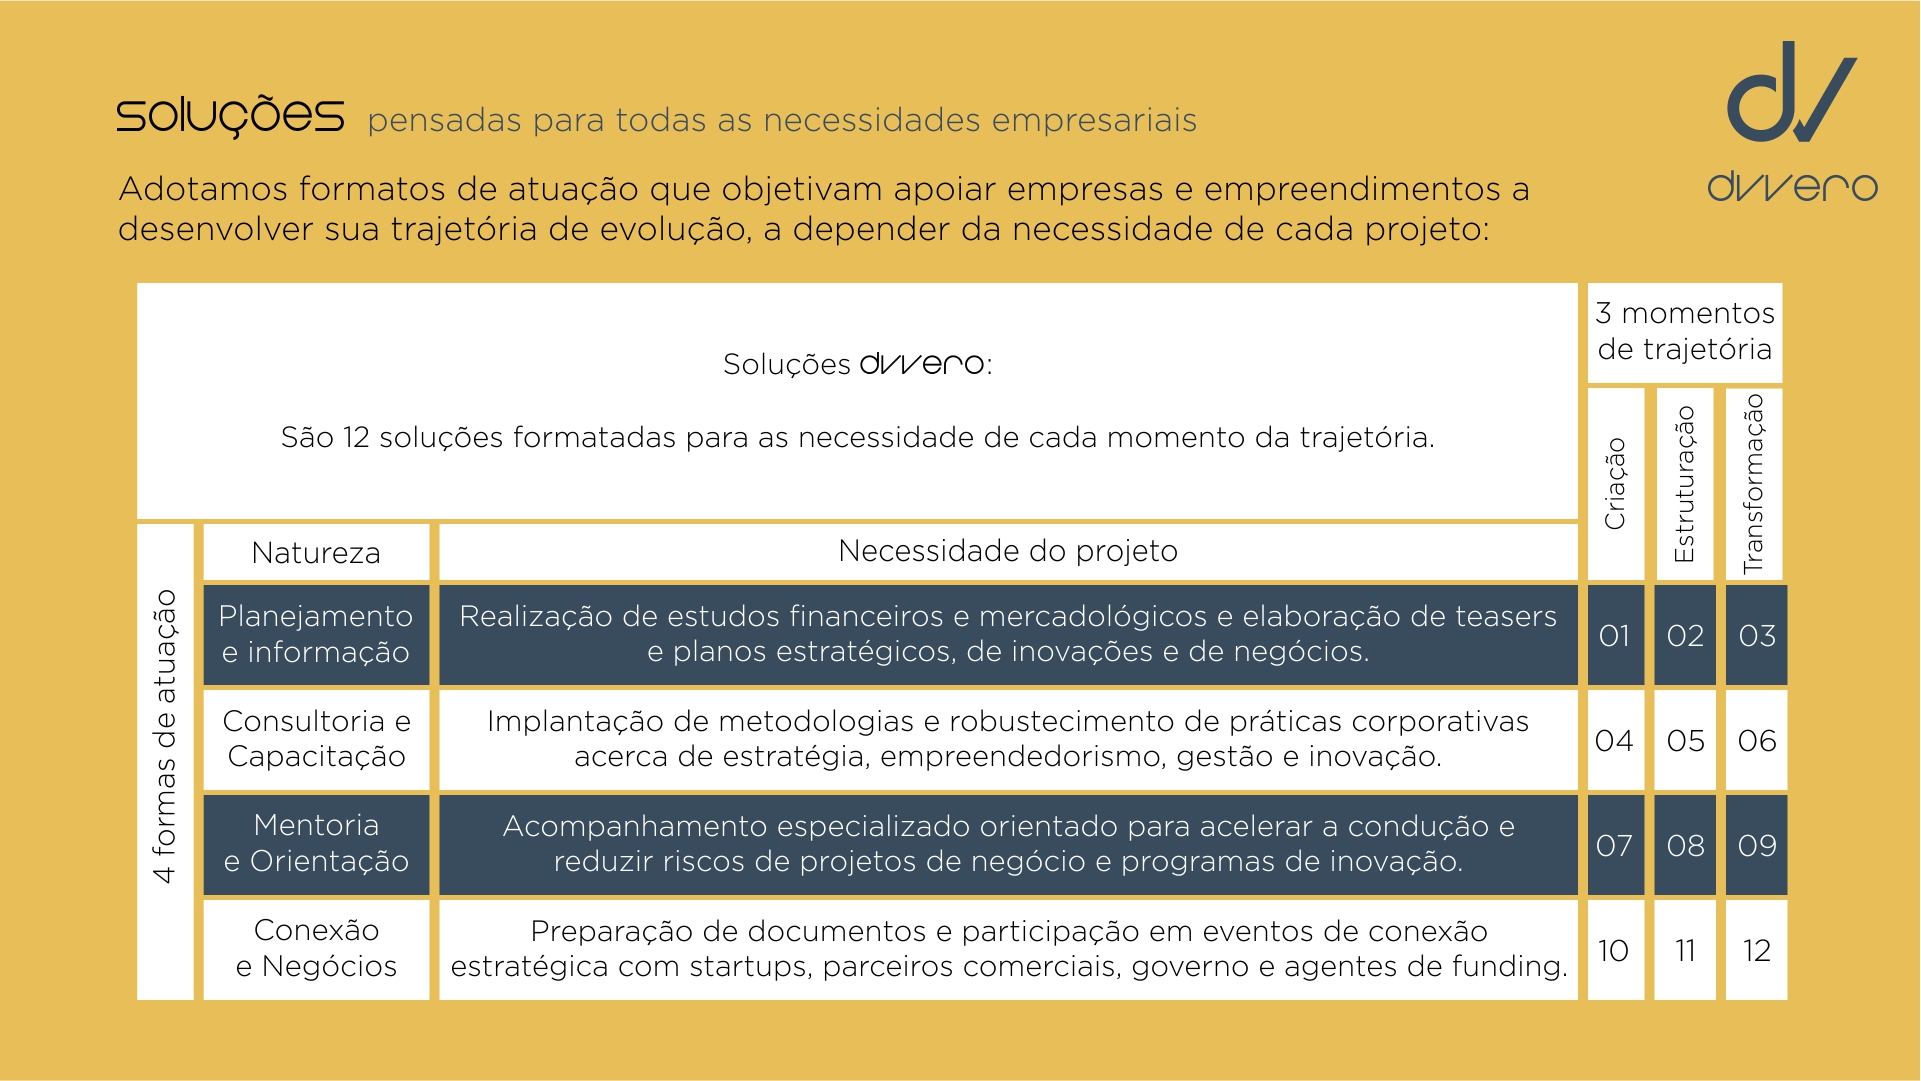 soluções pensadas para todas as necessidades empresariais
dvvero
Adotamos formatos de atuação que objetivam apoiar empresas e empreendimentos a
desenvolver sua trajetória de evolução, a depender da necessidade de cada projeto:
Soluções dvvero:
São 12 soluções formatadas para as necessidade de cada momento da trajetória.
3 momentos
de trajetória
Criação
Estruturação
Transformação
4 formas de atuação
Natureza
Necessidade do projeto
Planejamento
e informação
Realização de estudos financeiros e mercadológicos e elaboração de teasers
e planos estratégicos, de inovações e de negócios.
01 02 03
Consultoria e
Capacitação
Implantação de metodologias e robustecimento de práticas corporativas
acerca de estratégia, empreendedorismo, gestão e inovação.
04 05 06
Mentoria
e Orientação
Acompanhamento especializado orientado para acelerar a condução e
reduzir riscos de projetos de negócio e programas de inovação.
07 08 09
Conexão
e Negócios
Preparação de documentos e participação em eventos de conexão
estratégica com startups, parceiros comerciais, governo e agentes de funding.
10 11 12